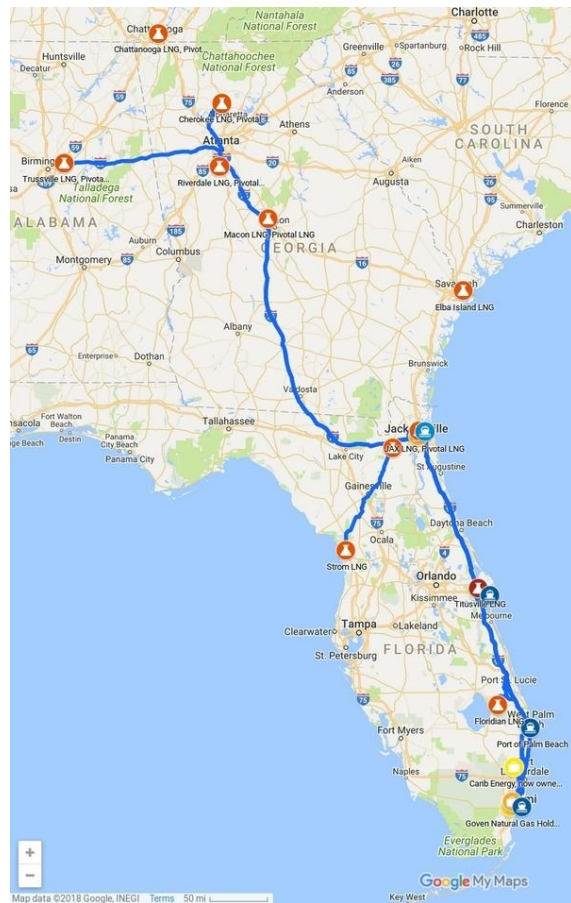 Charlotte
Nantahala
National Forest
Chattanooga LNG, Pivot...
Huntsville
Decatur
Chattahoochee
National Forest
Greenville
Spartanburg
Rock Hill
Anderson
Florence
Cherokee LNG, Pivotal...
Athens
SOUTH
CAROLINA
Atlanta
Trussville LNG, Pivota...
Talladega
National Forest
Riverdale LNG, Pivotal...
Aiken
Augusta
Summerville
Charleston
ALABAMA
Auburn
Columbus
Macon LNG, Pivotal LNG
GEORGIA
Montgomery
Savannah
Elba Island LNG
Albany
Enterprise
Dothan
Brunswick
Valdosta
Fort Walton
Beach
Destin
Panama
City Beach
Panama City
Tallahassee
Lake City
JAX LNG, Pivotal LNG
St Augustine
Gainesville
Ocala
Daytona Beach
Strom LNG
Orlando
Kissimmee
Titusville LNG
Melbourne
Clearwater
Tampa
Lakeland
St. Petersburg
FLORIDA
Port St. Lucie
Floridian LNG
West Palm
Port of Palm Beach
Fort Myers
Naples
Carib Energy, now owne...
Goven Natural Gas Hold...
Everglades
National Park
Key West
Google My Maps
Map data ©2018 Google, INEGI Terms 50 mi